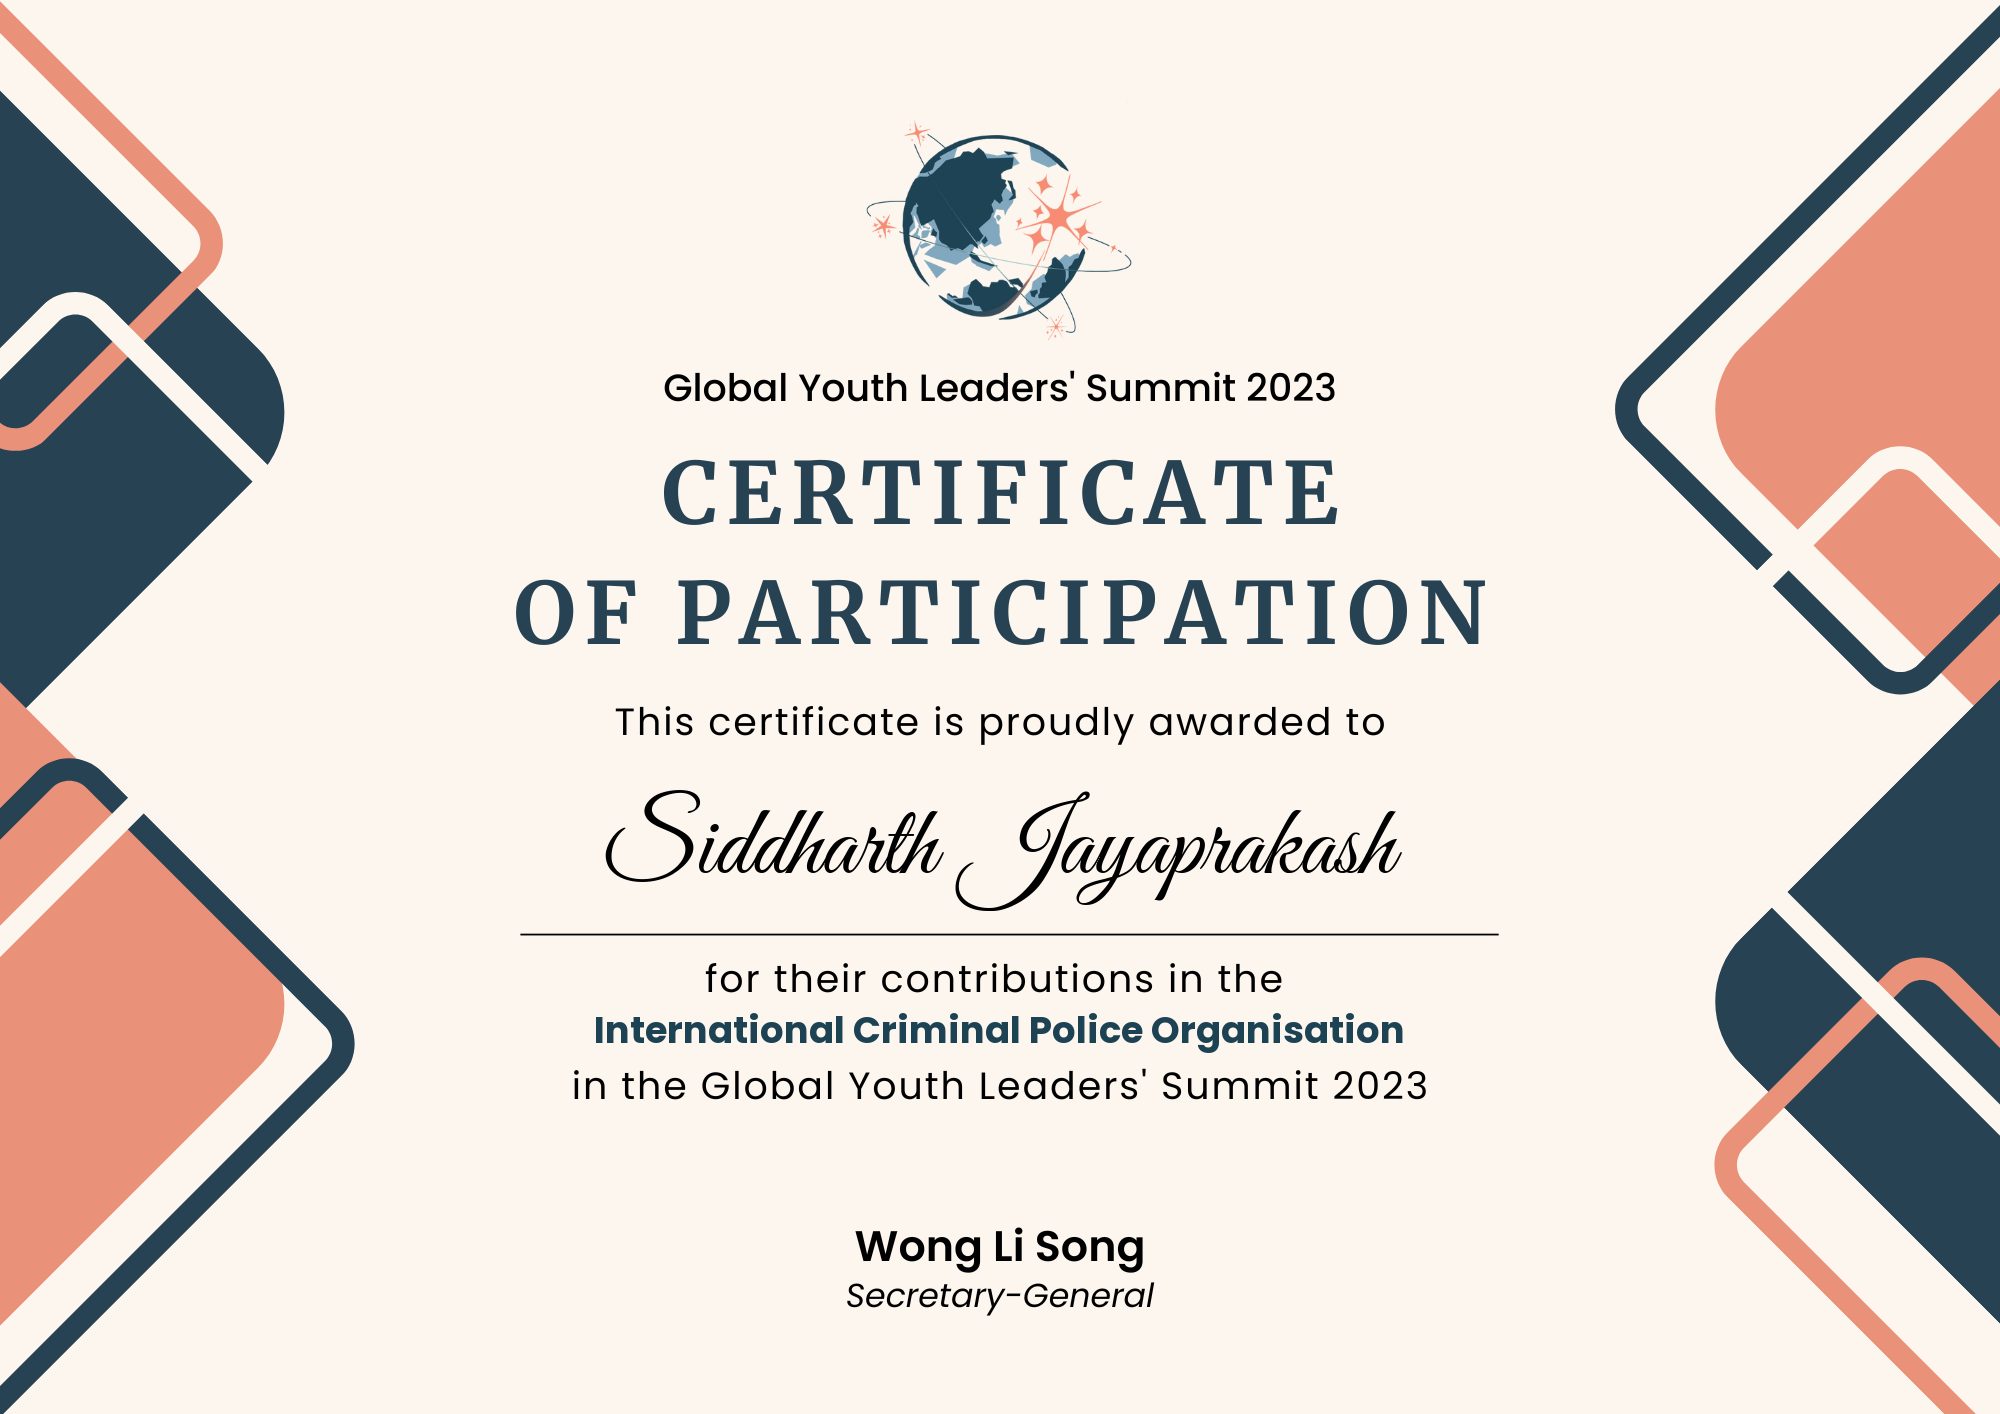 Global Youth Leaders' Summit 2023
CERTIFICATE
OF PARTICIPATION
This certificate is proudly awarded to
Siddharth Jayaprakash
for their contributions in the
International Criminal Police Organisation
in the Global Youth Leaders' Summit 2023
Wong Li Song
Secretary-General